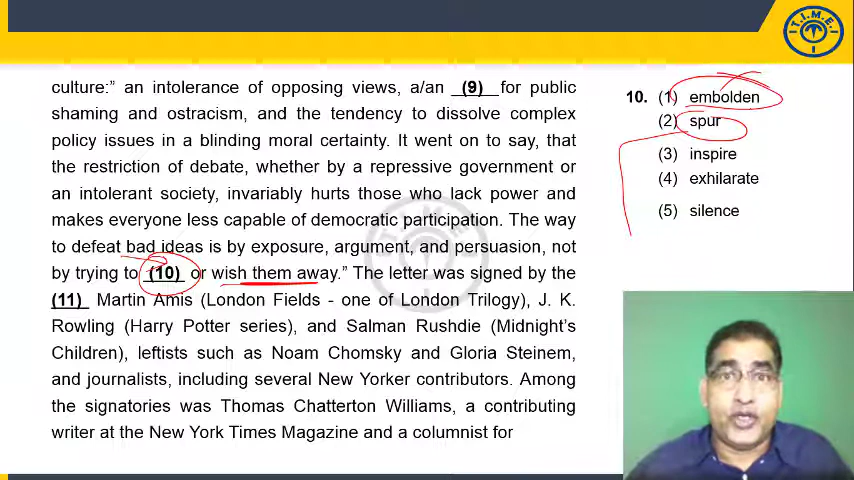 T.I.M.E.
culture:” an intolerance of opposing views, a/an (9) for public
shaming and ostracism, and the tendency to dissolve complex
policy issues in a blinding moral certainty. It went on to say, that
the restriction of debate, whether by a repressive government or
an intolerant society, invariably hurts those who lack power and
makes everyone less capable of democratic participation. The way
to defeat bad ideas is by exposure, argument, and persuasion, not
by trying to (10) or wish them away.” The letter was signed by the
(11) Martin Amis (London Fields - one of London Trilogy), J. K.
Rowling (Harry Potter series), and Salman Rushdie (Midnight’s
Children), leftists such as Noam Chomsky and Gloria Steinem,
and journalists, including several New Yorker contributors. Among
the signatories was Thomas Chatterton Williams, a contributing
writer at the New York Times Magazine and a columnist for
10. (1) embolden
(2) spur
(3) inspire
(4) exhilarate
(5) silence